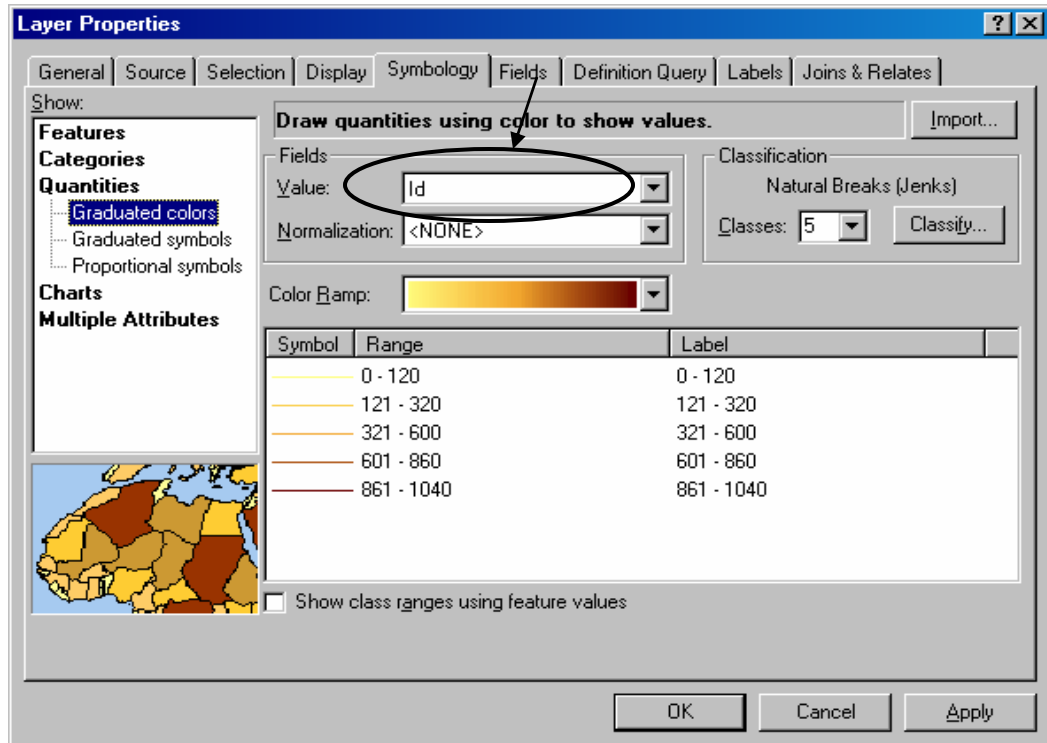 Layer Properties
General Source Selection Display Symbology Fields Definition Query Labels Joins & Relates
Show:
Features
Categories
Quantities
Graduated colors
Graduated symbols
Proportional symbols
Charts
Multiple Attributes
Draw quantities using color to show values.
Import...
Fields
Value: Id
Normalization: <NONE>
Classification
Natural Breaks (Jenks)
Classes: 5 Classify...
Color Ramp:
Symbol Range Label
0 - 120 0 - 120
121 - 320 121 - 320
321 - 600 321 - 600
601 - 860 601 - 860
861 - 1040 861 - 1040
Show class ranges using feature values
OK Cancel Apply